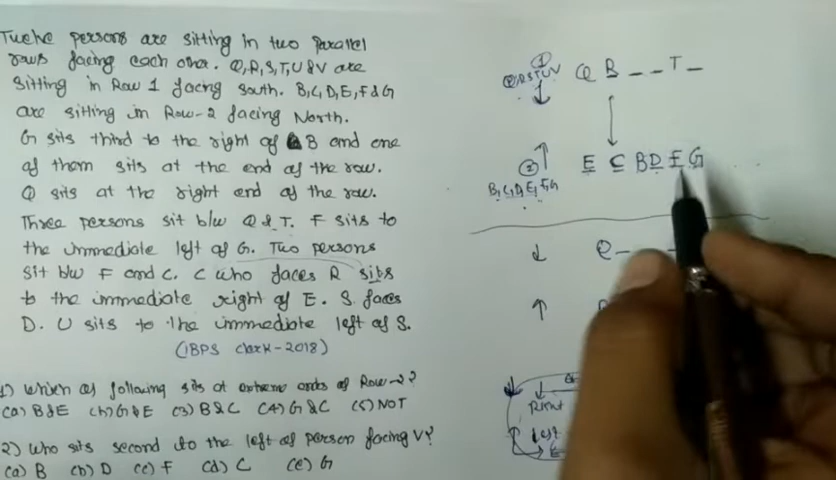 Twelve persons are sitting in two parallel
rows facing each other. Q,R,S,T,U &V are
Sitting in Row 1 facing south. B,C,D,E,F & G
are sitting in Row-2 facing North.
G sits third to the right of B and one
of them sits at the end of the row.
Q sits at the right end of the row.
Three persons sit b/w Q & T. F sits to
the immediate left of G. Two persons
sit b/w F and C. C who faces R sits
to the immediate right of E. S faces
D. U sits to the immediate left of S.
(IBPS Clerk-2018)
1) Which of following sits at extreme ends of Row-2?
(a) B&E (b) G&E (3) B&C (4) G&C (5) NOT
2) Who sits second to the left of person facing V?
(a) B (b) D (c) F (d) C (e) G
①
Q,R,S,T,U,V
Q R _ _ T _
②
B,C,D,E,F,G
E C B D F G
Q _
Right
left